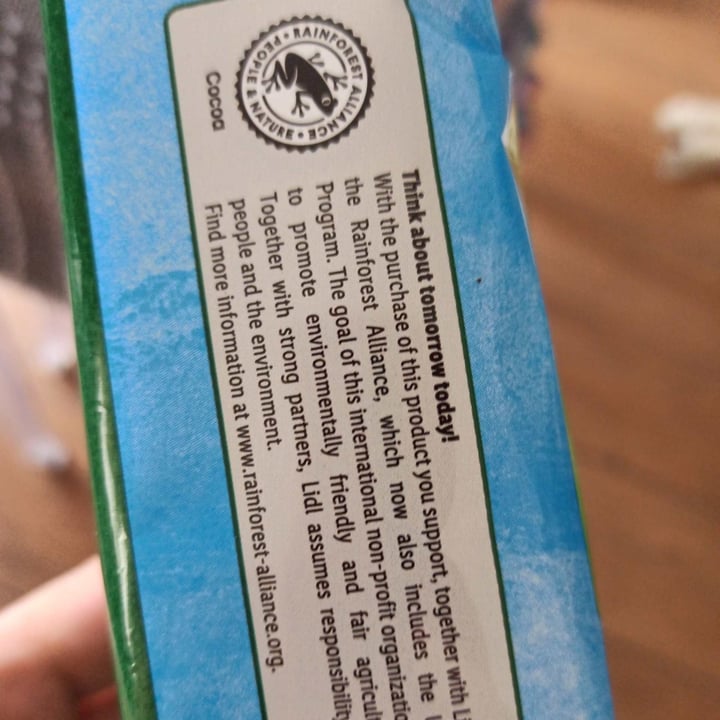 RAINFOREST ALLIANCE • PEOPLE & NATURE •
Cocoa
Think about tomorrow today!
With the purchase of this product you support, together with
the Rainforest Alliance, which now also includes the
Program. The goal of this international non-profit
to promote environmentally friendly and fair
Together with strong partners, Lidl assumes
people and the environment.
Find more information at www.rainforest-alliance.org.